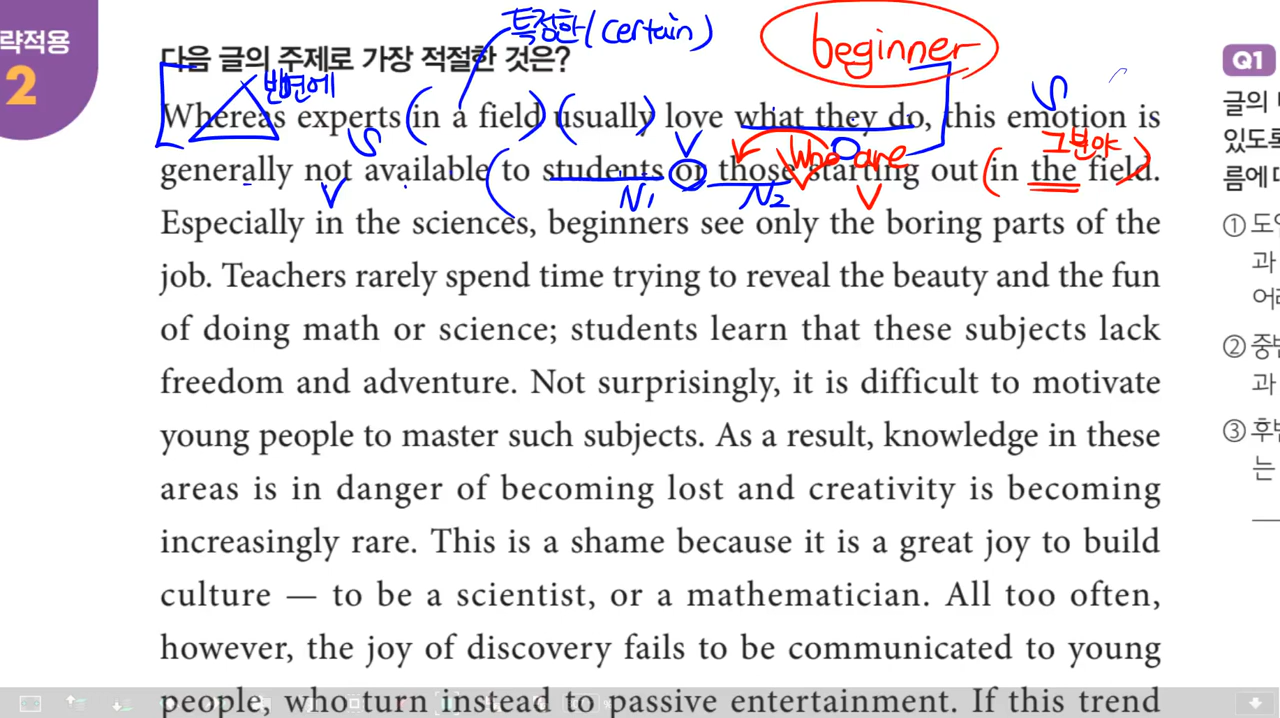 략적용
2
특정한(certain)
beginner
다음 글의 주제로 가장 적절한 것은?
반면에
S
Whereas experts (in a field) (usually) love what they do, this emotion is
S
V
who are
그 분야
generally not available (to students or those starting out (in the field).
V
N1
N2
V
Especially in the sciences, beginners see only the boring parts of the
job. Teachers rarely spend time trying to reveal the beauty and the fun
of doing math or science; students learn that these subjects lack
freedom and adventure. Not surprisingly, it is difficult to motivate
young people to master such subjects. As a result, knowledge in these
areas is in danger of becoming lost and creativity is becoming
increasingly rare. This is a shame because it is a great joy to build
culture — to be a scientist, or a mathematician. All too often,
however, the joy of discovery fails to be communicated to young
people, who turn instead to passive entertainment. If this trend
Q1
글의
있도록
름에
① 도입
과
어
② 중반
과
③ 후반
는